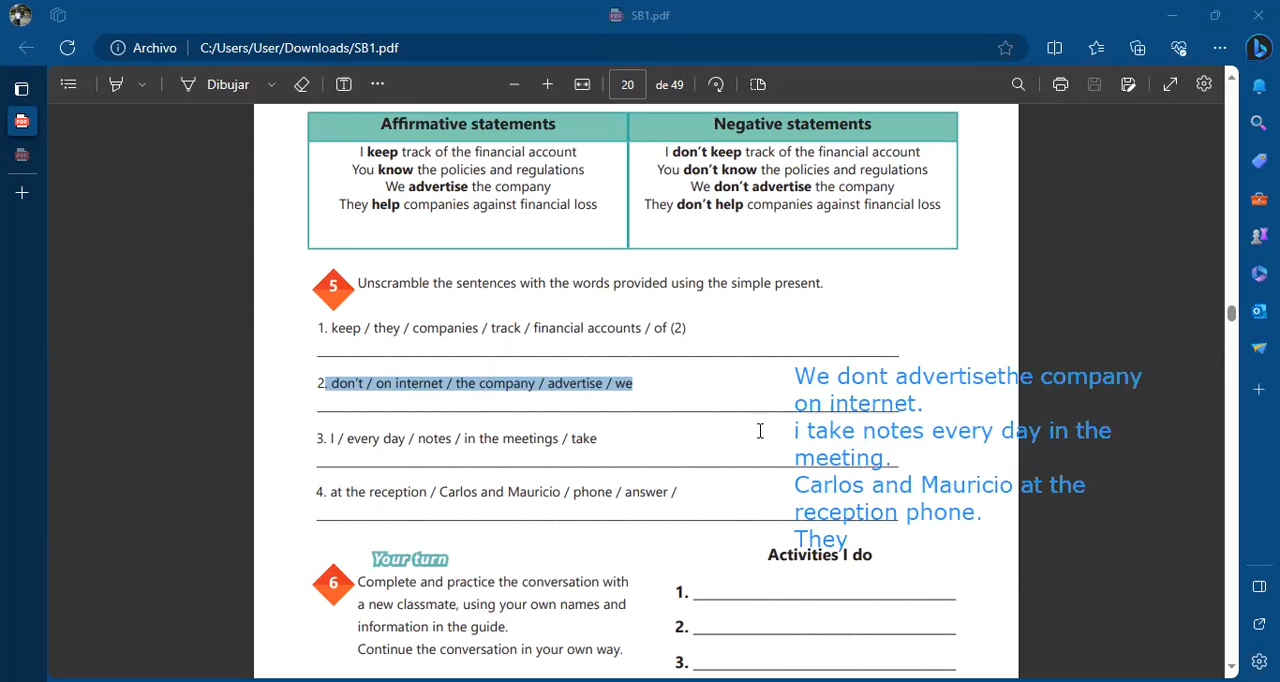 SB1.pdf
Archivo C:/Users/User/Downloads/SB1.pdf
Dibujar 20 de 49
Affirmative statements
I keep track of the financial account
You know the policies and regulations
We advertise the company
They help companies against financial loss
Negative statements
I don't keep track of the financial account
You don't know the policies and regulations
We don't advertise the company
They don't help companies against financial loss
5 Unscramble the sentences with the words provided using the simple present.
1. keep / they / companies / track / financial accounts / of (2)
2. don't / on internet / the company / advertise / we
3. I / every day / notes / in the meetings / take
4. at the reception / Carlos and Mauricio / phone / answer /
We dont advertisethe company
on internet.
i take notes every day in the
meeting.
Carlos and Mauricio at the
reception phone.
They
Your turn
6 Complete and practice the conversation with
a new classmate, using your own names and
information in the guide.
Continue the conversation in your own way.
Activities I do
1.
2.
3.